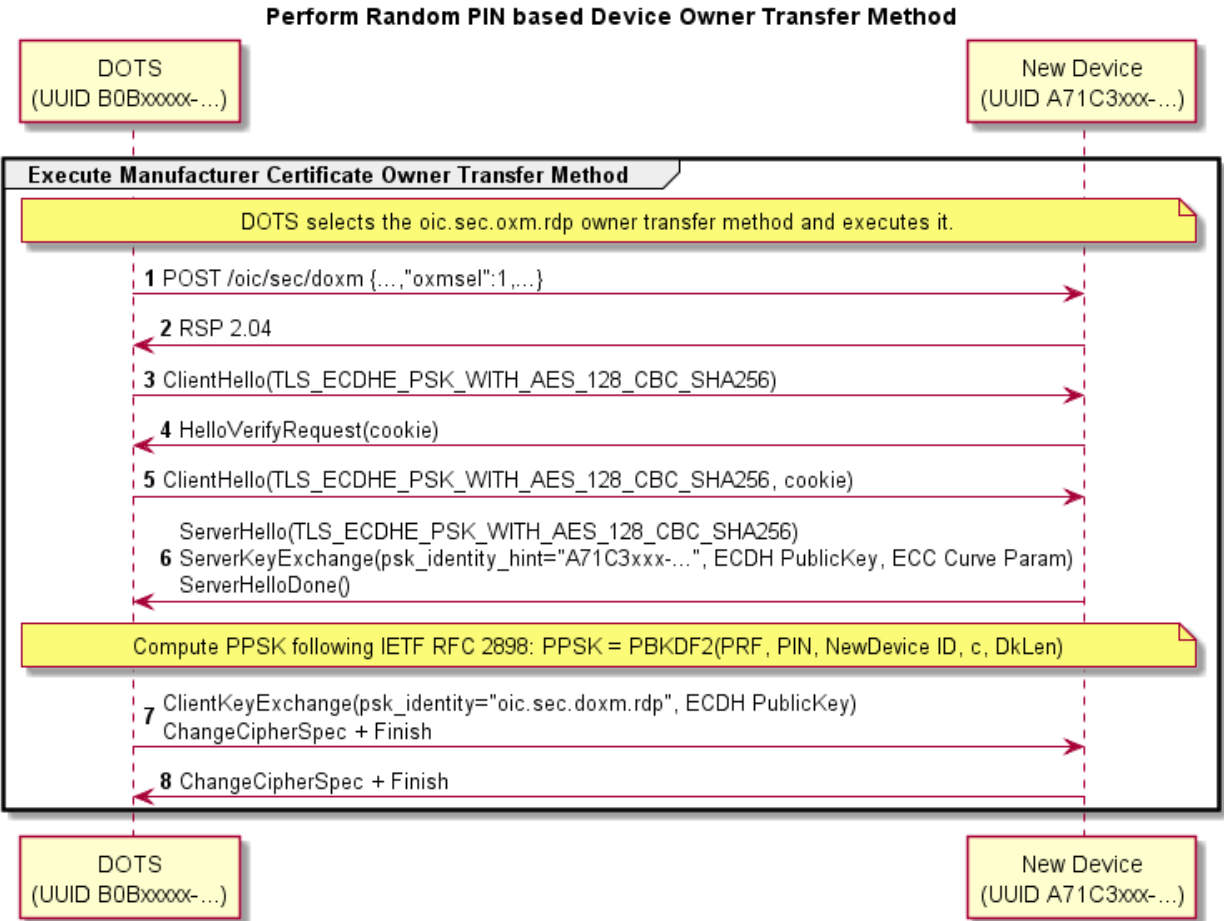 Perform Random PIN based Device Owner Transfer Method
DOTS
(UUID B0Bxxxxx-...)
New Device
(UUID A71C3xxx-...)
Execute Manufacturer Certificate Owner Transfer Method
DOTS selects the oic.sec.oxm.rdp owner transfer method and executes it.
1 POST /oic/sec/doxm {...,"oxmsel":1,...}
2 RSP 2.04
3 ClientHello(TLS_ECDHE_PSK_WITH_AES_128_CBC_SHA256)
4 HelloVerifyRequest(cookie)
5 ClientHello(TLS_ECDHE_PSK_WITH_AES_128_CBC_SHA256, cookie)
ServerHello(TLS_ECDHE_PSK_WITH_AES_128_CBC_SHA256)
6 ServerKeyExchange(psk_identity_hint="A71C3xxx-...", ECDH PublicKey, ECC Curve Param)
ServerHelloDone()
Compute PPSK following IETF RFC 2898: PPSK = PBKDF2(PRF, PIN, NewDevice ID, c, DkLen)
7 ClientKeyExchange(psk_identity="oic.sec.doxm.rdp", ECDH PublicKey)
ChangeCipherSpec + Finish
8 ChangeCipherSpec + Finish
DOTS
(UUID B0Bxxxxx-...)
New Device
(UUID A71C3xxx-...)